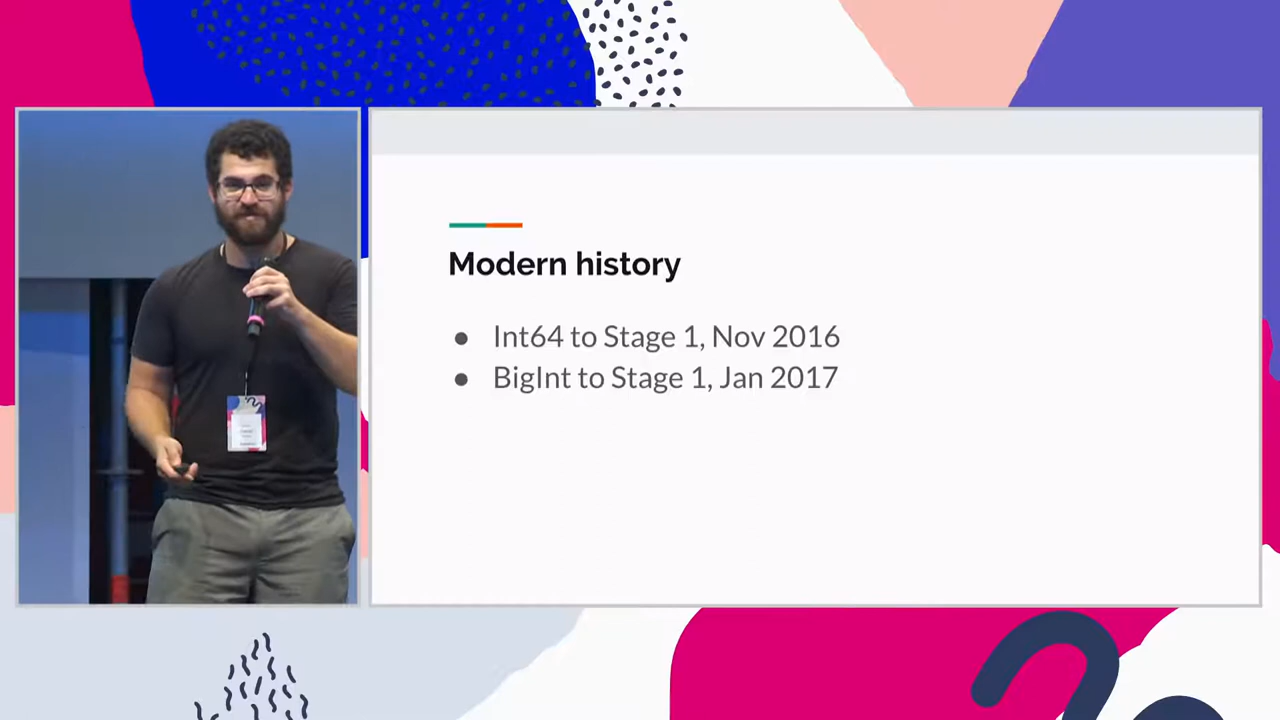 Modern history
● Int64 to Stage 1, Nov 2016
● BigInt to Stage 1, Jan 2017